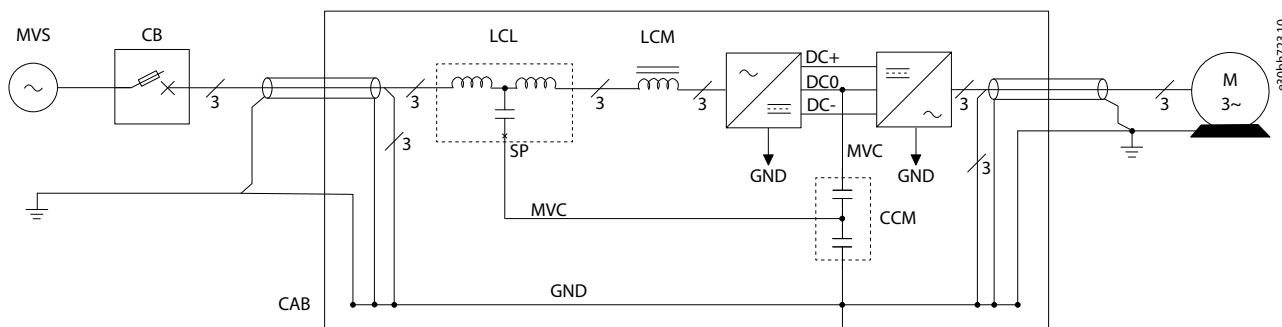 MVS
CB
LCL
LCM
DC+
DC0
DC-
M
3~
3
3
3
3
3
3
3
SP
MVC
GND
GND
3
MVC
CCM
GND
CAB
e30bb723.10